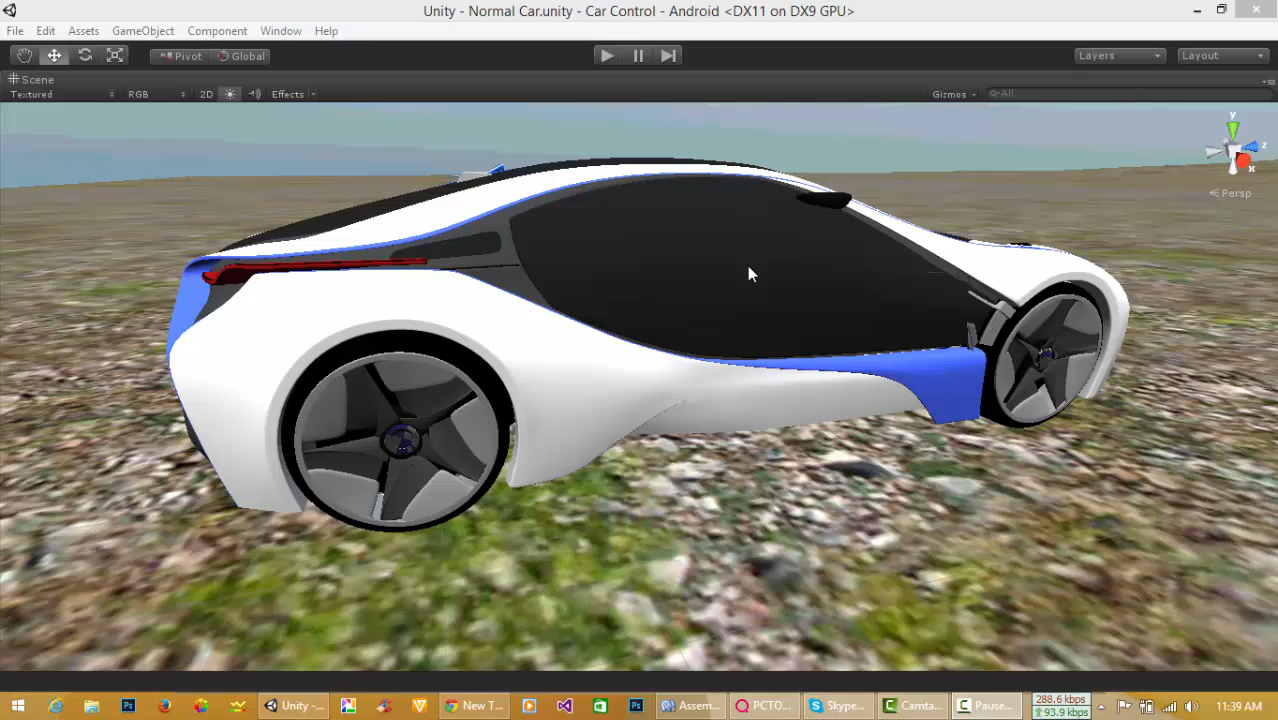 Unity - Normal Car.unity - Car Control - Android <DX11 on DX9 GPU>
File Edit Assets GameObject Component Window Help
Pivot Global Layers Layout
Scene
Textured RGB 2D Effects Gizmos All
y
z
x
Persp
Unity -... New T... Assem... PCTO... Skype... Camta... Pause... 288.6 kbps 11:39 AM
93.9 kbps